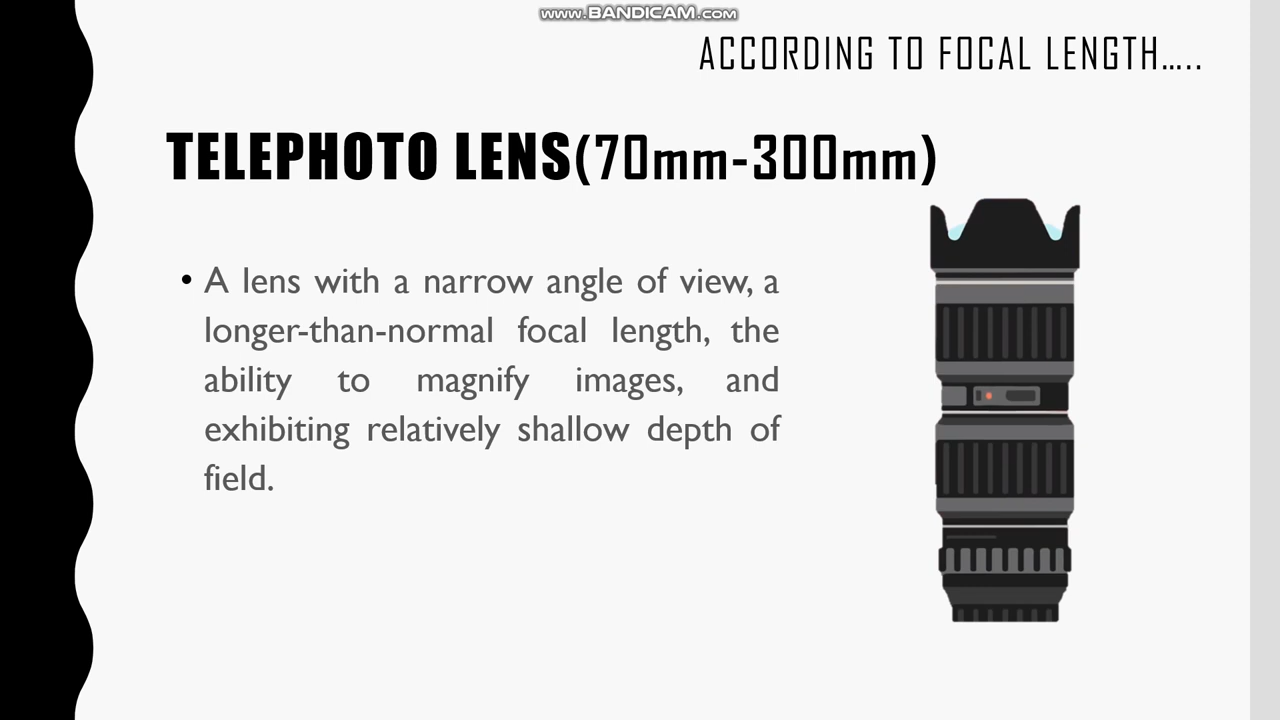 www.BANDICAM.com
ACCORDING TO FOCAL LENGTH.....
TELEPHOTO LENS(70mm-300mm)
• A lens with a narrow angle of view, a
longer-than-normal focal length, the
ability to magnify images, and
exhibiting relatively shallow depth of
field.